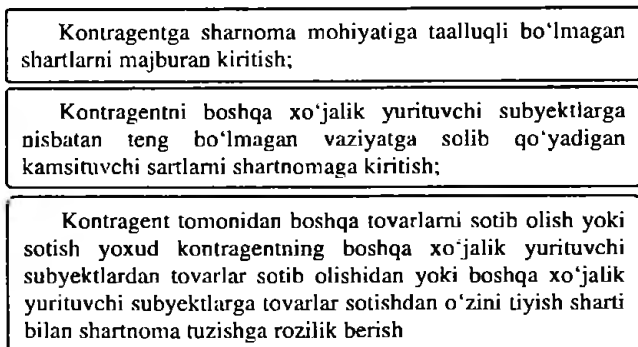 Kontragentga sharnoma mohiyatiga taalluqli bo‘lmagan
shartlarni majburan kiritish;
Kontragentni boshqa xo‘jalik yurituvchi subyektlarga
nisbatan teng bo‘lmagan vaziyatga solib qo‘yadigan
kamsituvchi sartlarni shartnomaga kiritish;
Kontragent tomonidan boshqa tovarlarni sotib olish yoki
sotish yoxud kontragentning boshqa xo‘jalik yurituvchi
subyektlardan tovarlar sotib olishidan yoki boshqa xo‘jalik
yurituvchi subyektlarga tovarlar sotishdan o‘zini tiyish sharti
bilan shartnoma tuzishga rozilik berish